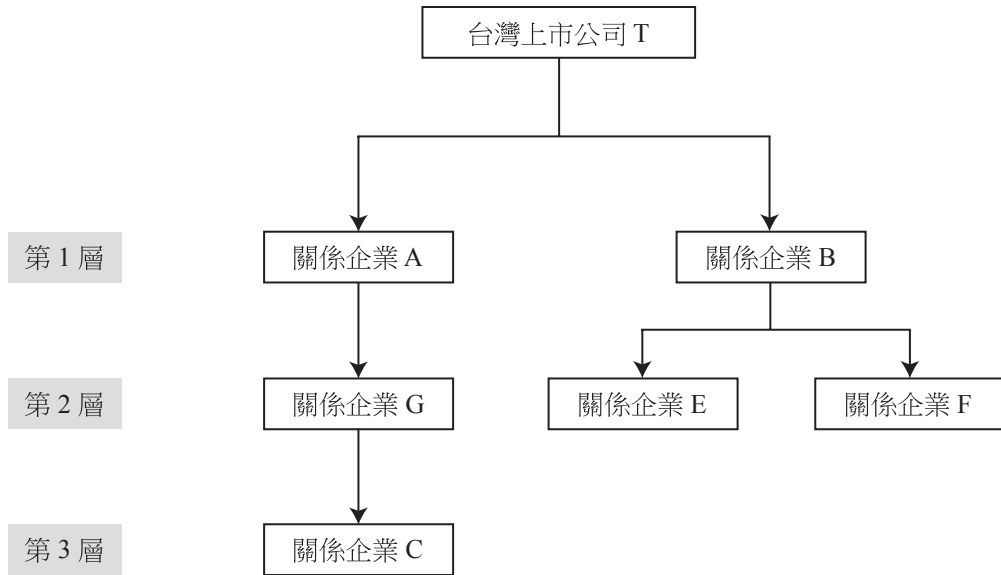 台灣上市公司 T
第 1 層
關係企業 A
關係企業 B
第 2 層
關係企業 G
關係企業 E
關係企業 F
第 3 層
關係企業 C